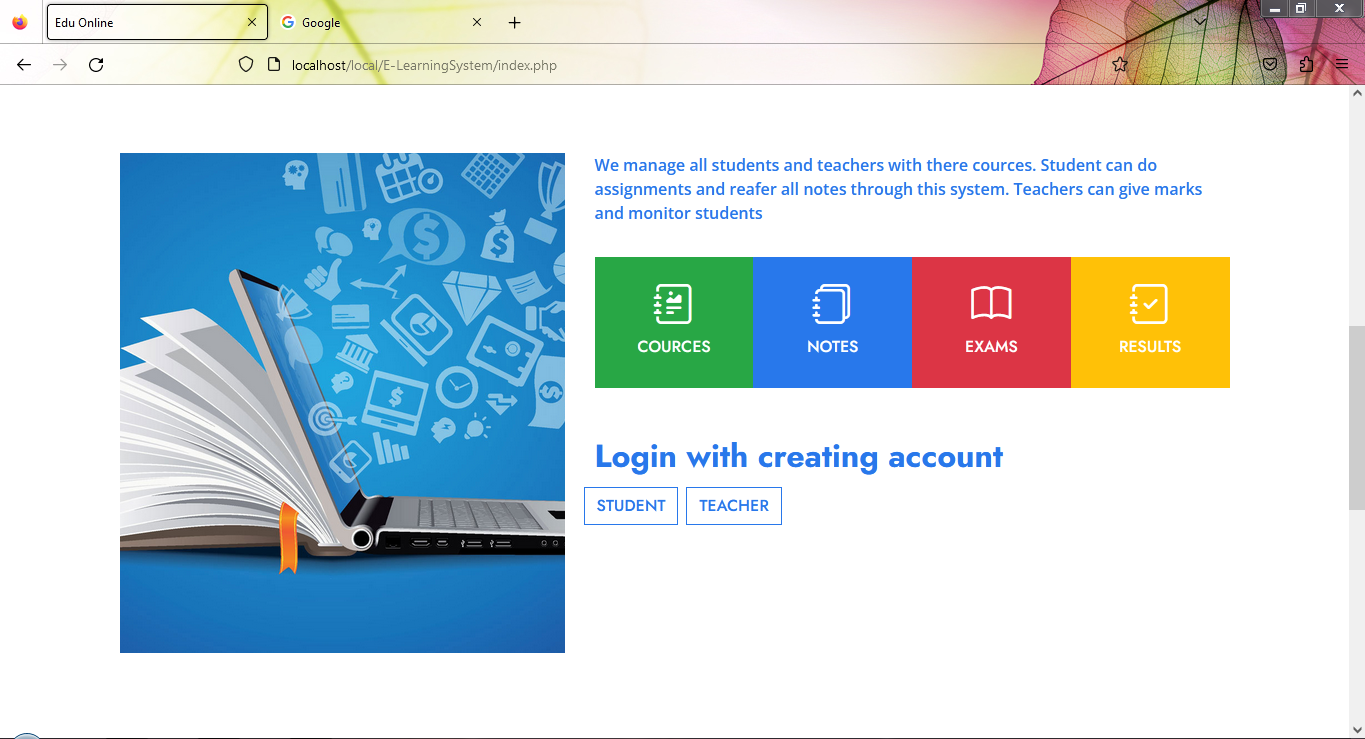 Edu Online
Google
localhost/local/E-LearningSystem/index.php
We manage all students and teachers with there cources. Student can do
assignments and reafer all notes through this system. Teachers can give marks
and monitor students
COURCES
NOTES
EXAMS
RESULTS
Login with creating account
STUDENT
TEACHER